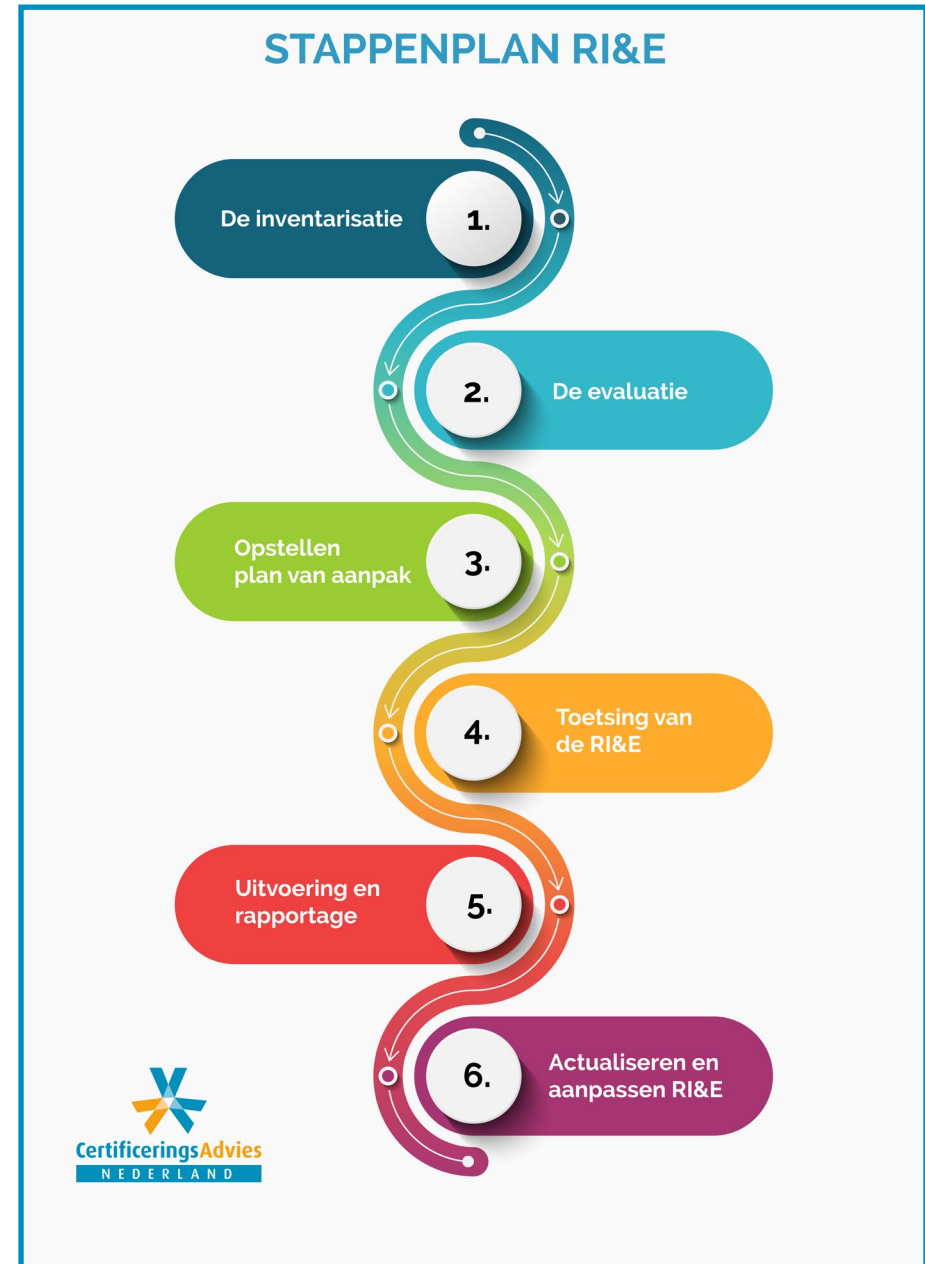 STAPPENPLAN RI&E
De inventarisatie
1.
2.
De evaluatie
Opstellen
plan van aanpak
3.
4.
Toetsing van
de RI&E
Uitvoering en
rapportage
5.
6.
Actualiseren en
aanpassen RI&E
CertificeringsAdvies
NEDERLAND